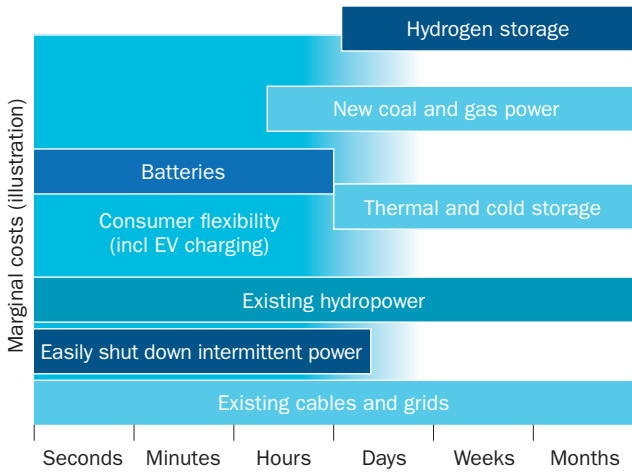 Hydrogen storage
New coal and gas power
Batteries
Thermal and cold storage
Consumer flexibility
(incl EV charging)
Existing hydropower
Easily shut down intermittent power
Existing cables and grids
Marginal costs (illustration)
Seconds Minutes Hours Days Weeks Months